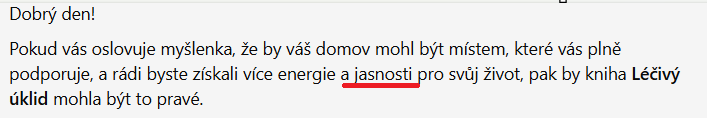 Dobrý den!
Pokud vás oslovuje myšlenka, že by váš domov mohl být místem, které vás plně
podporuje, a rádi byste získali více energie a jasnosti pro svůj život, pak by kniha Léčivý
úklid mohla být to pravé.